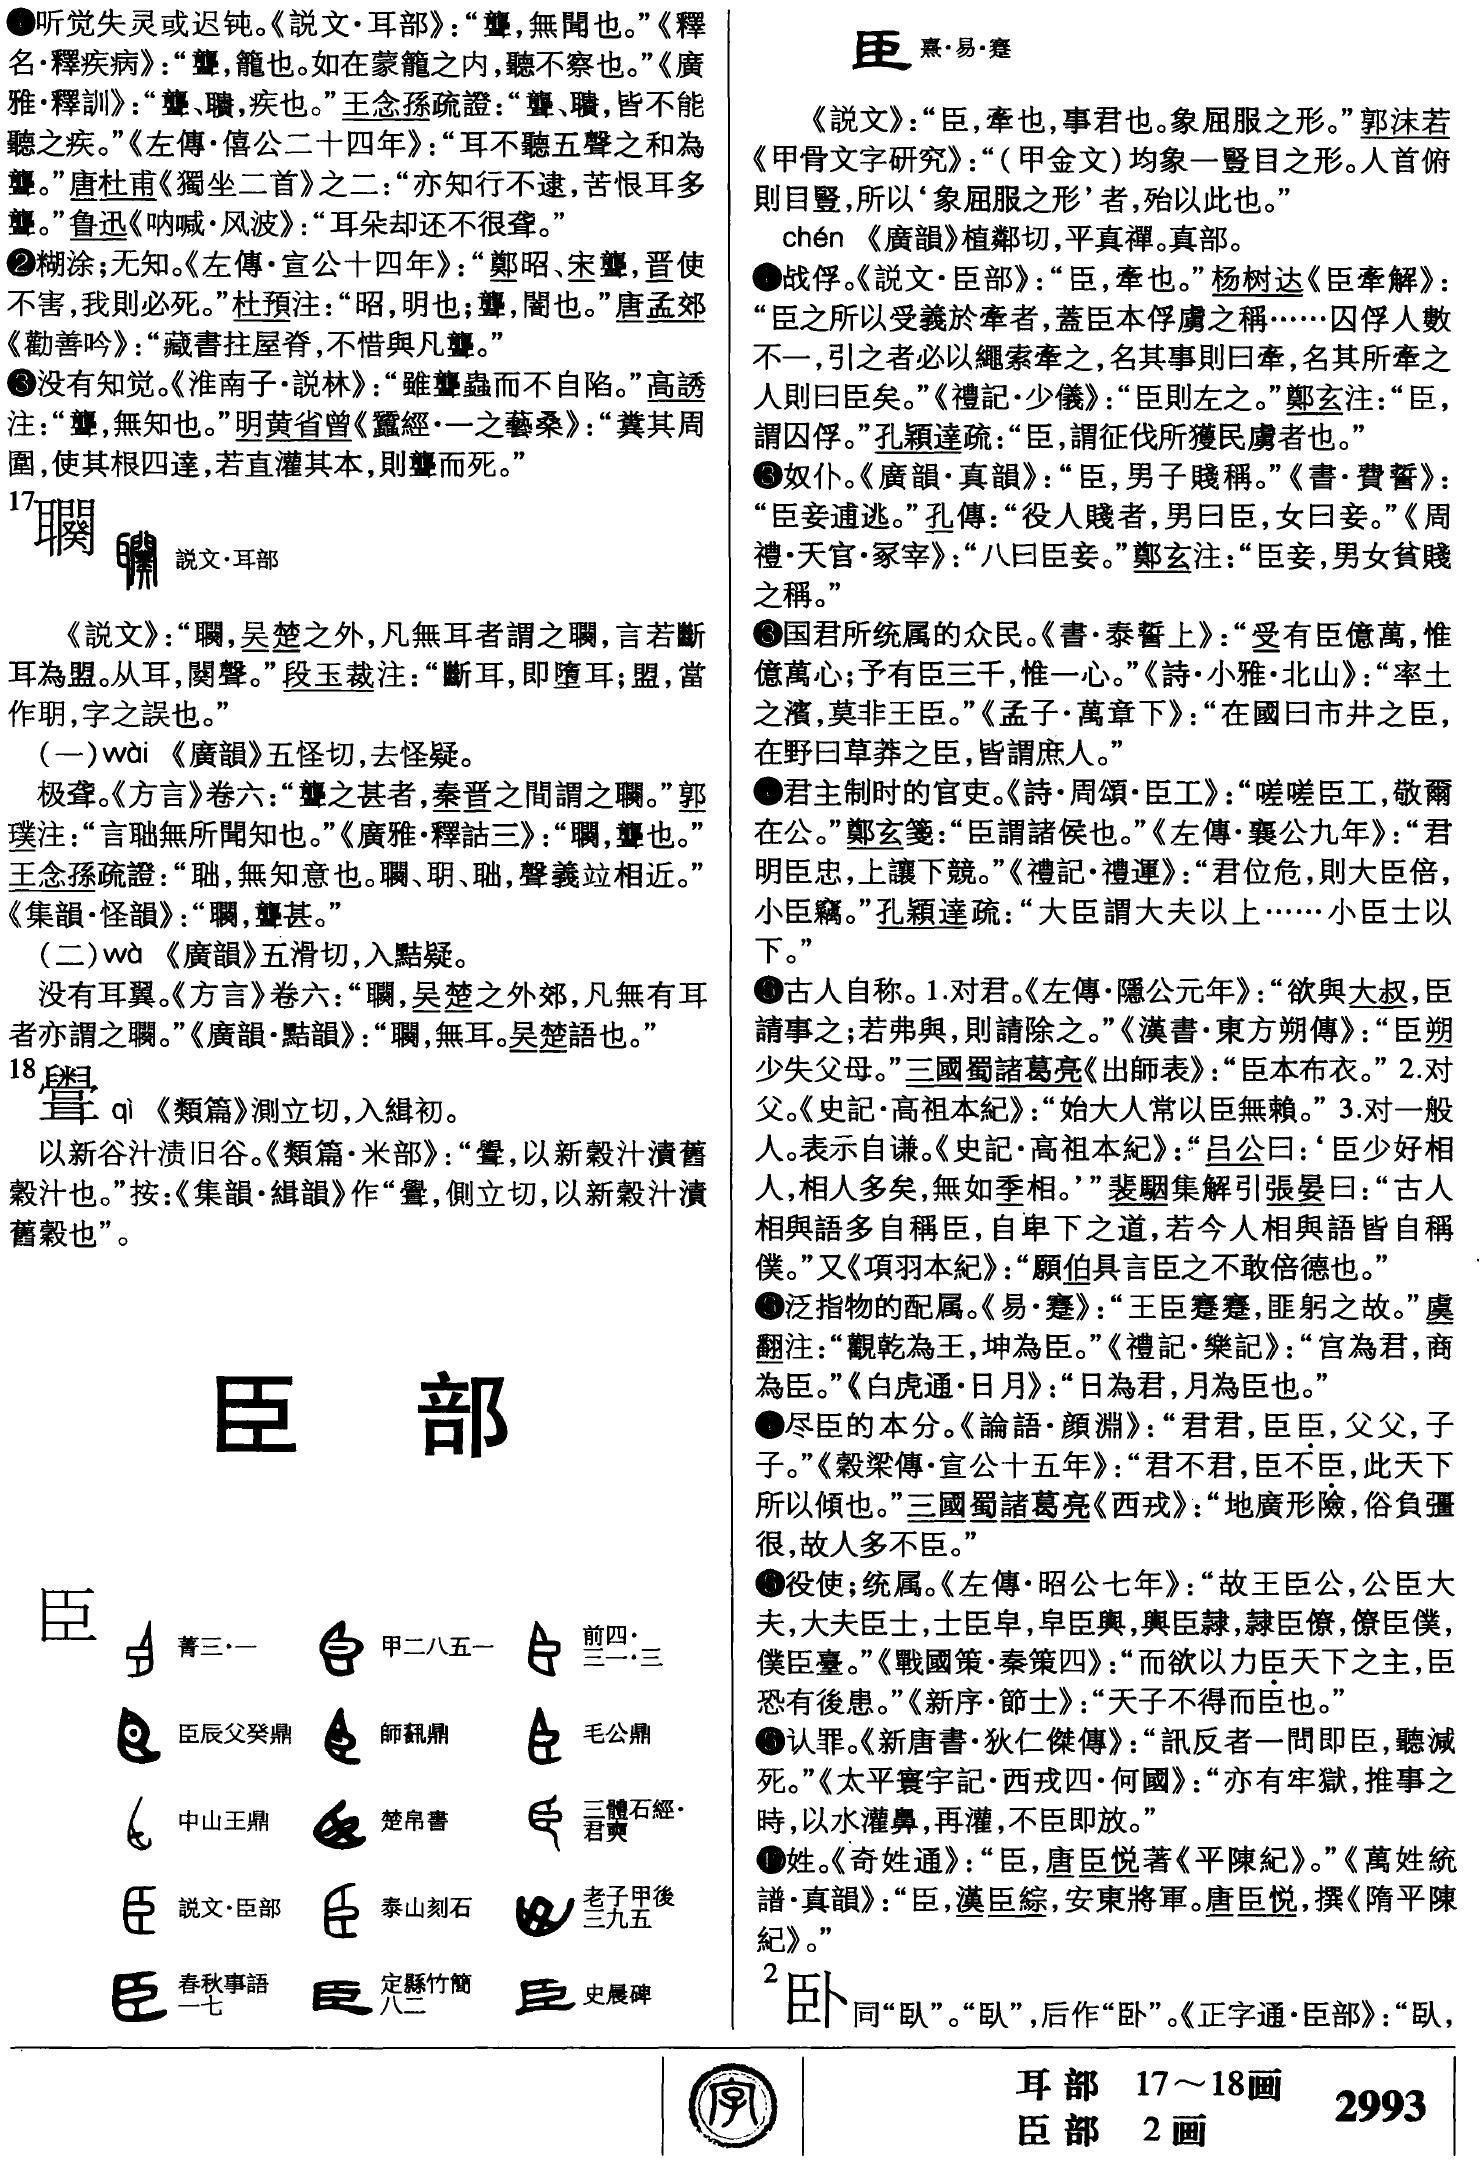 ❶听觉失灵或迟钝。《説文·耳部》：“聾，無聞也。”《釋
名·釋疾病》：“聾，籠也。如在蒙籠之内，聽不察也。”《廣
雅·釋訓》：“聾、聵，疾也。”王念孫疏證：“聾、聵，皆不能
聽之疾。”《左傳·僖公二十四年》：“耳不聽五聲之和為
聾。”唐杜甫《獨坐二首》之二：“亦知行不逮，苦恨耳多
聾。”鲁迅《呐喊·风波》：“耳朵却还不很聋。”
❷糊涂；无知。《左傳·宣公十四年》：“鄭昭、宋聾，晋使
不害，我則必死。”杜預注：“昭，明也；聾，闇也。”唐孟郊
《勸善吟》：“藏書拄屋脊，不惜與凡聾。”
❸没有知觉。《淮南子·説林》：“雖聾蟲而不自陷。”高誘
注：“聾，無知也。”明黄省曾《蠶經·一之藝桑》：“糞其周
圍，使其根四達，若直灌其本，則聾而死。”
17 䦷 説文·耳部
《説文》：“䦷，吴楚之外，凡無耳者謂之䦷，言若斷
耳為盟。从耳，闋聲。”段玉裁注：“斷耳，即墮耳；盟，當
作聅，字之誤也。”
（一）wài 《廣韻》五怪切，去怪疑。
极聋。《方言》卷六：“聾之甚者，秦晋之間謂之䦷。”郭
璞注：“言聉無所聞知也。”《廣雅·釋詁三》：“䦷，聾也。”
王念孫疏證：“聉，無知意也。䦷、聅、聉，聲義竝相近。”
《集韻·怪韻》：“䦷，聾甚。”
（二）wà 《廣韻》五滑切，入黠疑。
没有耳翼。《方言》卷六：“䦷，吴楚之外郊，凡無有耳
者亦謂之䦷。”《廣韻·黠韻》：“䦷，無耳。吴楚語也。”
18 qì 《類篇》測立切，入緝初。
以新谷汁渍旧谷。《類篇·米部》：“，以新穀汁漬舊
穀汁也。”按：《集韻·緝韻》作“，側立切，以新穀汁漬
舊穀也”。
臣 部
臣
菁三·一 甲二八五一 前四·三一·三
臣辰父癸鼎 師𩛥鼎 毛公鼎
中山王鼎 楚帛書 三體石經·君奭
説文·臣部 泰山刻石 老子甲後三九五
春秋事語一七 定縣竹簡八二 史晨碑
臣 熹·易·蹇
《説文》：“臣，牽也，事君也。象屈服之形。”郭沫若
《甲骨文字研究》：“（甲金文）均象一豎目之形。人首俯
則目豎，所以‘象屈服之形’者，殆以此也。”
chén 《廣韻》植鄰切，平真禪。真部。
❶战俘。《説文·臣部》：“臣，牽也。”杨树达《臣牽解》：
“臣之所以受義於牽者，蓋臣本俘虜之稱……囚俘人數
不一，引之者必以繩索牽之，名其事則曰牽，名其所牽之
人則曰臣矣。”《禮記·少儀》：“臣則左之。”鄭玄注：“臣，
謂囚俘。”孔穎達疏：“臣，謂征伐所獲民虜者也。”
❷奴仆。《廣韻·真韻》：“臣，男子賤稱。”《書·費誓》：
“臣妾逋逃。”孔傳：“役人賤者，男曰臣，女曰妾。”《周
禮·天官·冢宰》：“八曰臣妾。”鄭玄注：“臣妾，男女貧賤
之稱。”
❸国君所统属的众民。《書·泰誓上》：“受有臣億萬，惟
億萬心；予有臣三千，惟一心。”《詩·小雅·北山》：“率土
之濱，莫非王臣。”《孟子·萬章下》：“在國曰市井之臣，
在野曰草莽之臣，皆謂庶人。”
❹君主制时的官吏。《詩·周頌·臣工》：“嗟嗟臣工，敬爾
在公。”鄭玄箋：“臣謂諸侯也。”《左傳·襄公九年》：“君
明臣忠，上讓下競。”《禮記·禮運》：“君位危，則大臣倍，
小臣竊。”孔穎達疏：“大臣謂大夫以上……小臣士以
下。”
❺古人自称。1.对君。《左傳·隱公元年》：“欲與大叔，臣
請事之；若弗與，則請除之。”《漢書·東方朔傳》：“臣朔
少失父母。”三國蜀諸葛亮《出師表》：“臣本布衣。”2.对
父。《史記·高祖本紀》：“始大人常以臣無賴。”3.对一般
人。表示自谦。《史記·高祖本紀》：“吕公曰：‘臣少好相
人，相人多矣，無如季相。’”裴駰集解引張晏曰：“古人
相與語多自稱臣，自卑下之道，若今人相與語皆自稱
僕。”又《項羽本紀》：“願伯具言臣之不敢倍德也。”
❻泛指物的配属。《易·蹇》：“王臣蹇蹇，匪躬之故。”虞
翻注：“觀乾為王，坤為臣。”《禮記·樂記》：“宫為君，商
為臣。”《白虎通·日月》：“日為君，月為臣也。”
❼尽臣的本分。《論語·顔淵》：“君君，臣臣，父父，子
子。”《穀梁傳·宣公十五年》：“君不君，臣不臣，此天下
所以傾也。”三國蜀諸葛亮《西戎》：“地廣形險，俗負彊
很，故人多不臣。”
❽役使；统属。《左傳·昭公七年》：“故王臣公，公臣大
夫，大夫臣士，士臣皁，皁臣輿，輿臣隸，隸臣僚，僚臣僕，
僕臣臺。”《戰國策·秦策四》：“而欲以力臣天下之主，臣
恐有後患。”《新序·節士》：“天子不得而臣也。”
❾认罪。《新唐書·狄仁傑傳》：“訊反者一問即臣，聽減
死。”《太平寰宇記·西戎四·何國》：“亦有牢獄，推事之
時，以水灌鼻，再灌，不臣即放。”
❿姓。《奇姓通》：“臣，唐臣悦著《平陳紀》。”《萬姓統
譜·真韻》：“臣，漢臣綜，安東將軍。唐臣悦，撰《隋平陳
紀》。”
2 卧 同“臥”。“臥”，后作“卧”。《正字通·臣部》：“臥，
字
耳部 17～18画
臣部 2画
2993